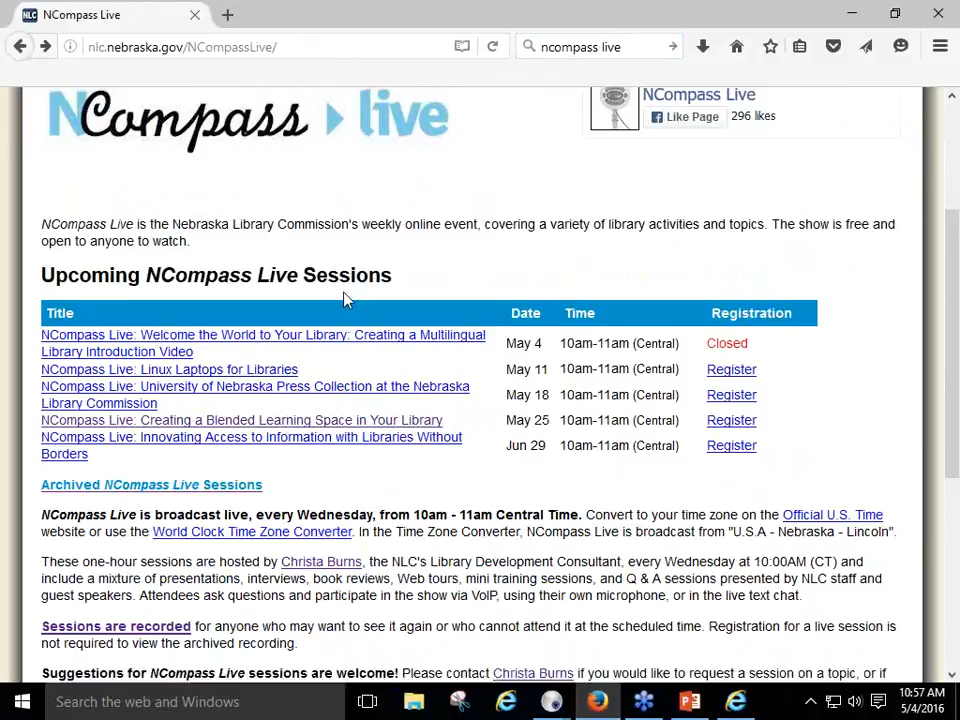 NLC NCompass Live
nlc.nebraska.gov/NCompassLive/
ncompass live
NCompass live
NCompass Live
Like Page 296 likes
NCompass Live is the Nebraska Library Commission's weekly online event, covering a variety of library activities and topics. The show is free and
open to anyone to watch.
Upcoming NCompass Live Sessions
Title Date Time Registration
NCompass Live: Welcome the World to Your Library: Creating a Multilingual
Library Introduction Video May 4 10am-11am (Central) Closed
NCompass Live: Linux Laptops for Libraries May 11 10am-11am (Central) Register
NCompass Live: University of Nebraska Press Collection at the Nebraska
Library Commission May 18 10am-11am (Central) Register
NCompass Live: Creating a Blended Learning Space in Your Library May 25 10am-11am (Central) Register
NCompass Live: Innovating Access to Information with Libraries Without
Borders Jun 29 10am-11am (Central) Register
Archived NCompass Live Sessions
NCompass Live is broadcast live, every Wednesday, from 10am - 11am Central Time. Convert to your time zone on the Official U.S. Time
website or use the World Clock Time Zone Converter. In the Time Zone Converter, NCompass Live is broadcast from "U.S.A - Nebraska - Lincoln".
These one-hour sessions are hosted by Christa Burns, the NLC's Library Development Consultant, every Wednesday at 10:00AM (CT) and
include a mixture of presentations, interviews, book reviews, Web tours, mini training sessions, and Q & A sessions presented by NLC staff and
guest speakers. Attendees ask questions and participate in the show via VoIP, using their own microphone, or in the live text chat.
Sessions are recorded for anyone who may want to see it again or who cannot attend it at the scheduled time. Registration for a live session is
not required to view the archived recording.
Suggestions for NCompass Live sessions are welcome! Please contact Christa Burns if you would like to request a session on a topic, or if
Search the web and Windows
10:57 AM
5/4/2016